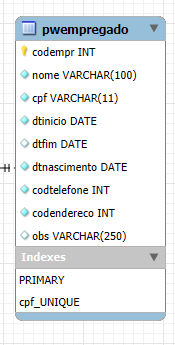 pwempregado
codempr INT
nome VARCHAR(100)
cpf VARCHAR(11)
dtinicio DATE
dtfim DATE
dtnascimento DATE
codtelefone INT
codendereco INT
obs VARCHAR(250)
Indexes
PRIMARY
cpf_UNIQUE